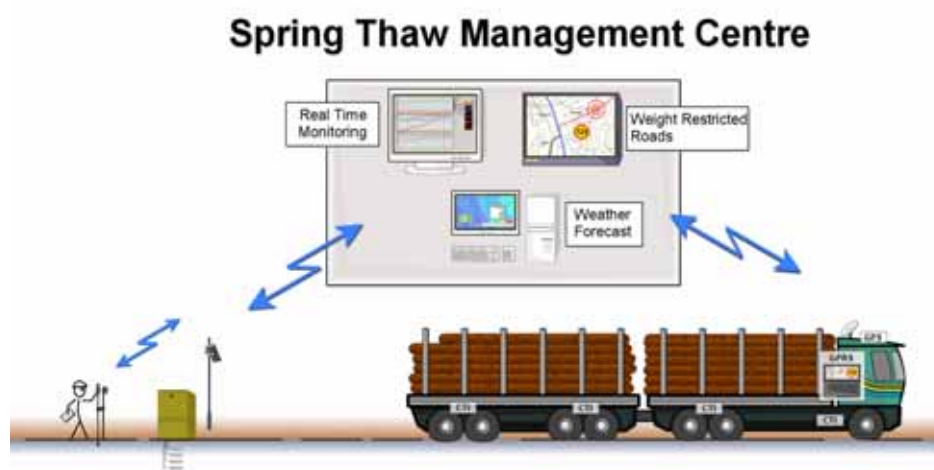 Spring Thaw Management Centre
Real Time
Monitoring
Weight Restricted
Roads
Weather
Forecast
GPS
GPRS
CTI
CTI
CTI
CTI